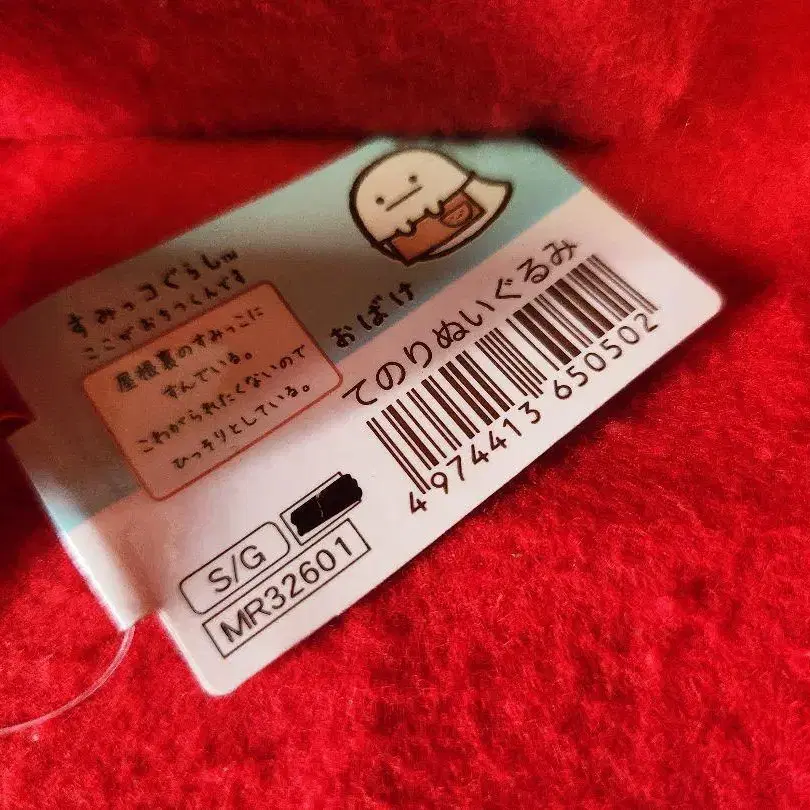 すみっコぐらし™
ここがおちつくんです
屋根裏のすみっこに
すんでいる。
こわがられたくないので
ひっそりとしている。
おばけ
てのりぬいぐるみ
4974413 650502
S/G
MR32601